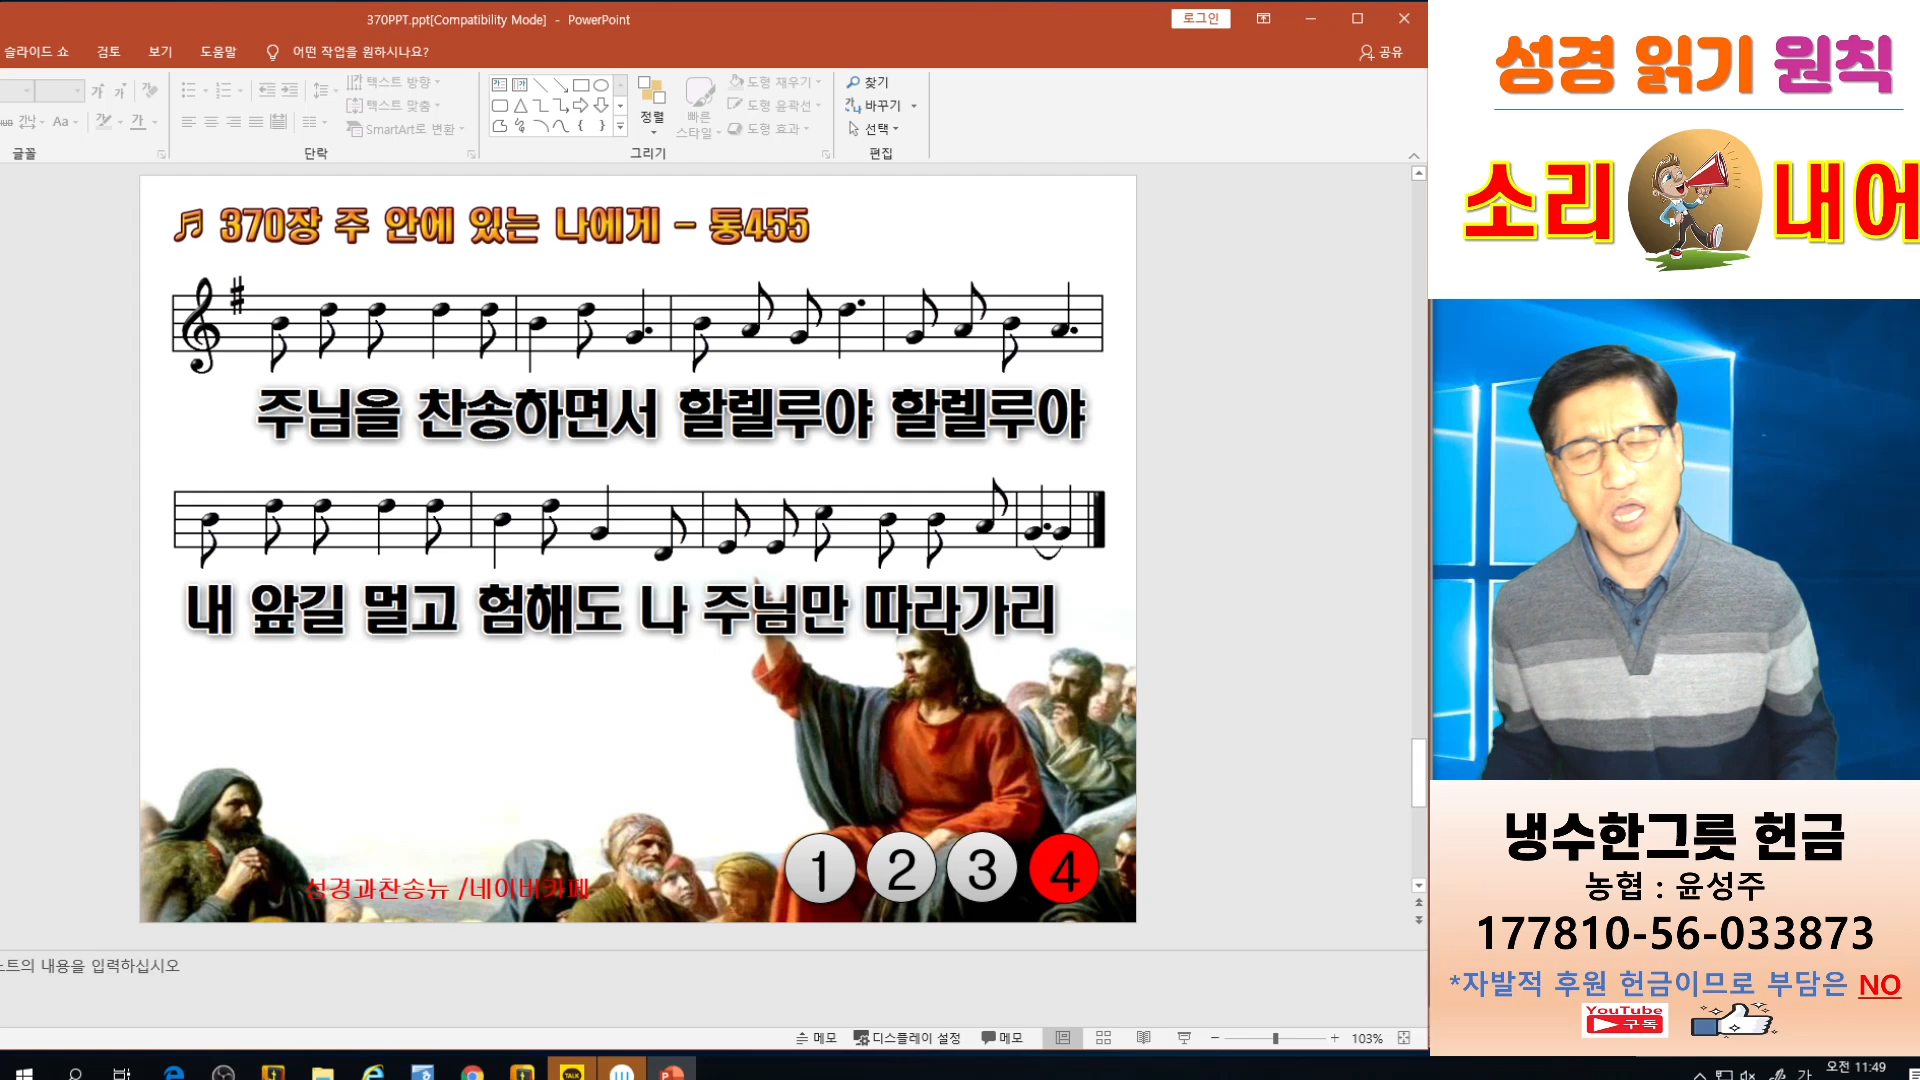 370PPT.ppt[Compatibility Mode] - PowerPoint
로그인
슬라이드 쇼 검토 보기 도움말 어떤 작업을 원하시나요?
공유
텍스트 방향
텍스트 맞춤
SmartArt로 변환
정렬
빠른
스타일
도형 채우기
도형 윤곽선
도형 효과
찾기
바꾸기
선택
글꼴 단락 그리기 편집
♬ 370장 주 안에 있는 나에게 - 통455
주님을 찬송하면서 할렐루야 할렐루야
내 앞길 멀고 험해도 나 주님만 따라가리
성경과찬송뉴 /네이버카페
1 2 3 4
노트의 내용을 입력하십시오
메모 디스플레이 설정 메모 103%
오전 11:49
성경 읽기 원칙
소리 내어
냉수한그릇 헌금
농협 : 윤성주
177810-56-033873
*자발적 후원 헌금이므로 부담은 NO
YouTube
구독